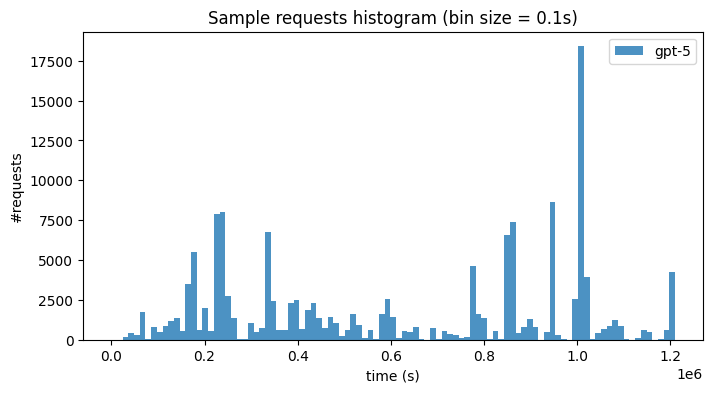 Sample requests histogram (bin size = 0.1s)
gpt-5
17500
15000
12500
10000
7500
5000
2500
0
#requests
0.0 0.2 0.4 0.6 0.8 1.0 1.2
1e6
time (s)